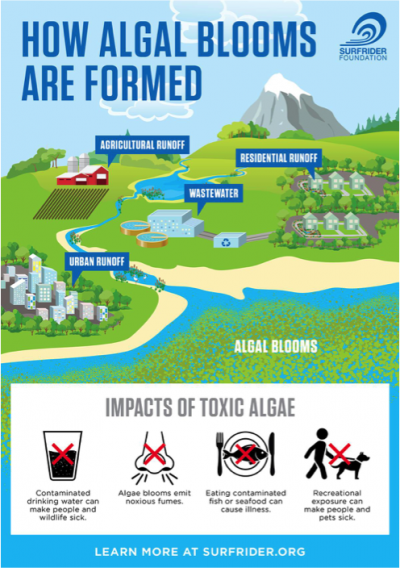 HOW ALGAL BLOOMS
ARE FORMED
SURFRIDER
FOUNDATION
AGRICULTURAL RUNOFF
RESIDENTIAL RUNOFF
WASTEWATER
URBAN RUNOFF
ALGAL BLOOMS
IMPACTS OF TOXIC ALGAE
Contaminated
drinking water can
make people and
wildlife sick.
Algae blooms emit
noxious fumes.
Eating contaminated
fish or seafood can
cause illness.
Recreational
exposure can
make people and
pets sick.
LEARN MORE AT SURFRIDER.ORG